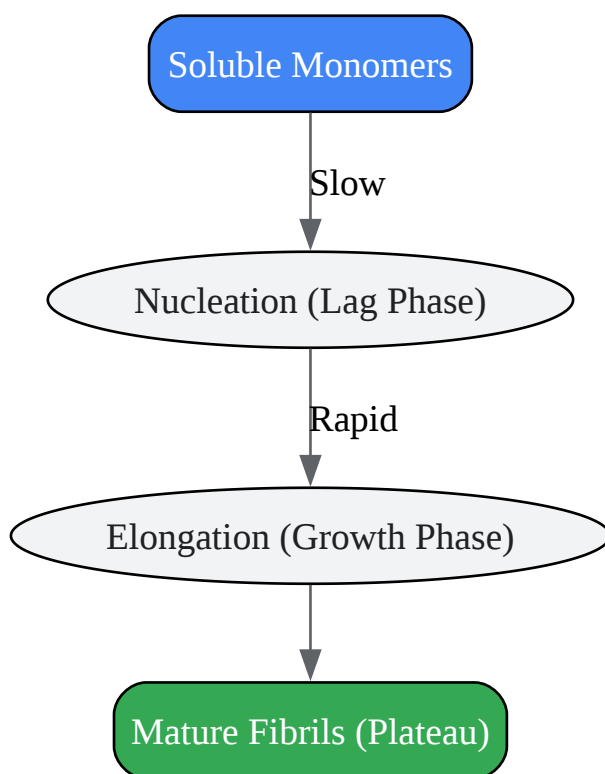 Soluble Monomers
Slow
Nucleation (Lag Phase)
Rapid
Elongation (Growth Phase)
Mature Fibrils (Plateau)